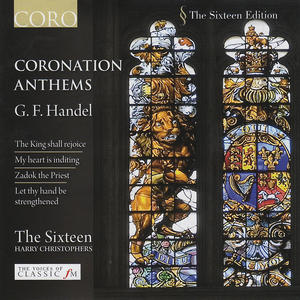 CORO
§ The Sixteen Edition
CORONATION
ANTHEMS
G. F. Handel
The King shall rejoice
My heart is inditing
Zadok the Priest
Let thy hand be
strengthened
The Sixteen
HARRY CHRISTOPHERS
THE VOICES OF
CLASSIC fM